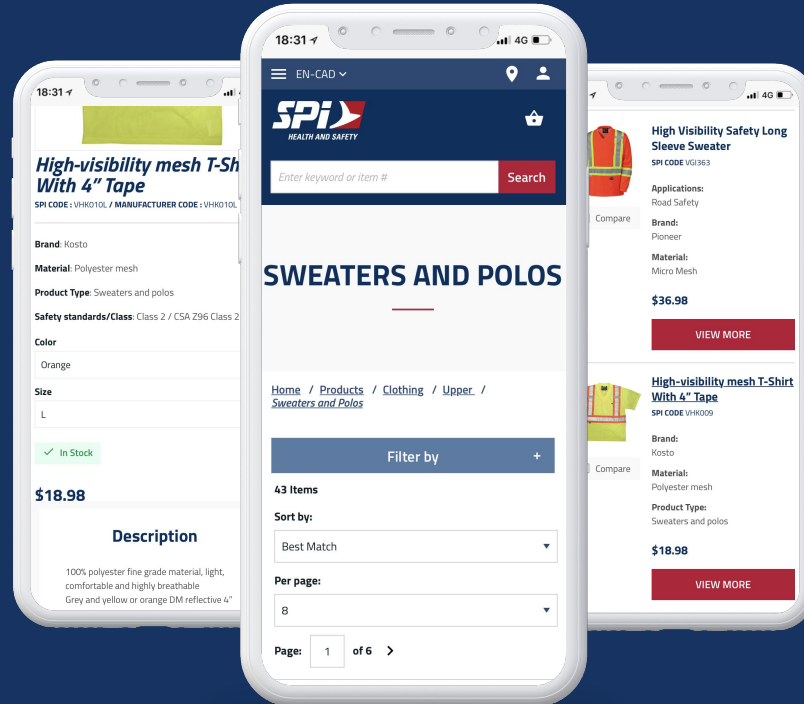 18:31
High-visibility mesh T-Sh
With 4” Tape
SPI CODE : VHK010L / MANUFACTURER CODE : VHK010L
Brand: Kosto
Material: Polyester mesh
Product Type: Sweaters and polos
Safety standards/Class: Class 2 / CSA Z96 Class 2
Color
Orange
Size
L
In Stock
$18.98
Description
100% polyester fine grade material, light,
comfortable and highly breathable
Grey and yellow or orange DM reflective 4”
18:31
4G
EN-CAD
SPi
HEALTH AND SAFETY
Enter keyword or item #
Search
SWEATERS AND POLOS
Home / Products / Clothing / Upper /
Sweaters and Polos
Filter by +
43 Items
Sort by:
Best Match
Per page:
8
Page: 1 of 6
4G
High Visibility Safety Long
Sleeve Sweater
SPI CODE VGI363
Applications:
Road Safety
Compare
Brand:
Pioneer
Material:
Micro Mesh
$36.98
VIEW MORE
High-visibility mesh T-Shirt
With 4” Tape
SPI CODE VHK009
Brand:
Kosto
Compare
Material:
Polyester mesh
Product Type:
Sweaters and polos
$18.98
VIEW MORE